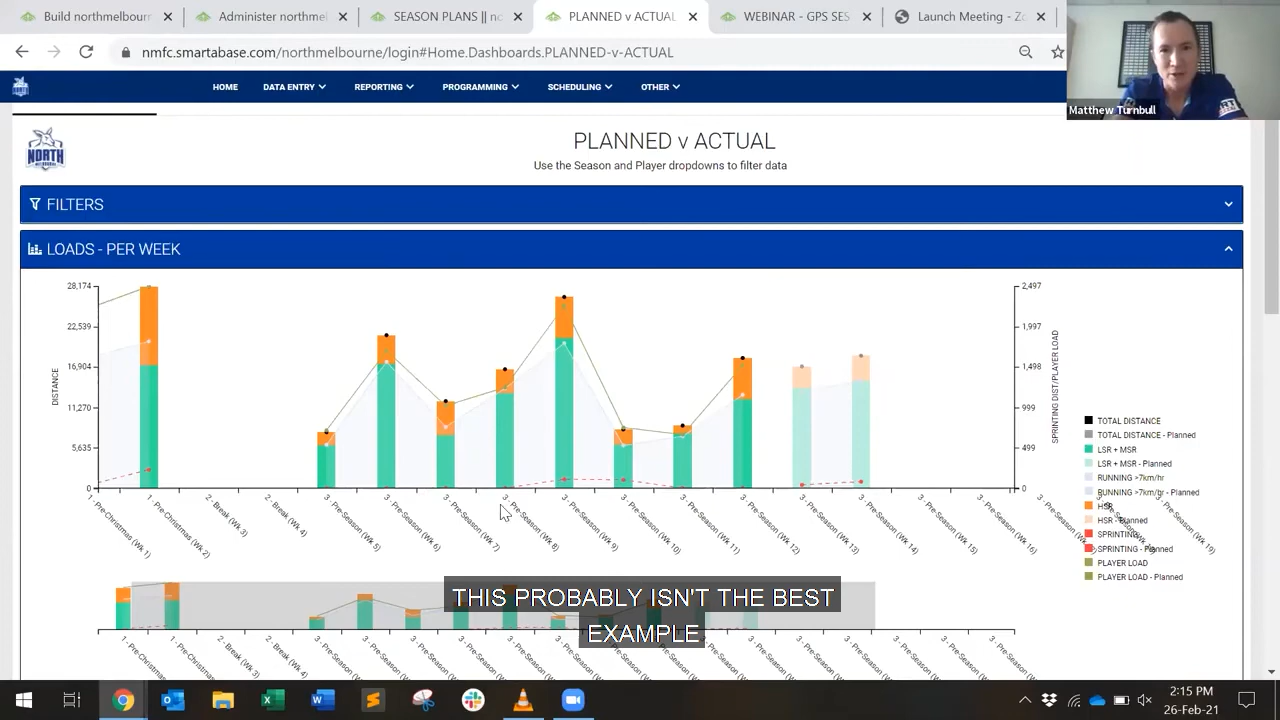 Build northmelbourn
Administer northmel
SEASON PLANS || no
PLANNED v ACTUAL
WEBINAR - GPS SES
Launch Meeting - Zo
nmfc.smartabase.com/northmelbourne/login#Home.Dashboards.PLANNED-v-ACTUAL
Matthew Turnbull
HOME
DATA ENTRY
REPORTING
PROGRAMMING
SCHEDULING
OTHER
NORTH
PLANNED v ACTUAL
Use the Season and Player dropdowns to filter data
FILTERS
LOADS - PER WEEK
28,174
22,539
16,904
11,270
5,635
0
DISTANCE
2,497
1,997
1,498
999
499
0
SPRINTING DIST/PLAYER LOAD
1 - Pre-Christmas (Wk 1)
1 - Pre-Christmas (Wk 2)
2 - Break (Wk 3)
2 - Break (Wk 4)
3 - Pre-Season (Wk 5)
3 - Pre-Season (Wk 6)
3 - Pre-Season (Wk 7)
3 - Pre-Season (Wk 8)
3 - Pre-Season (Wk 9)
3 - Pre-Season (Wk 10)
3 - Pre-Season (Wk 11)
3 - Pre-Season (Wk 12)
3 - Pre-Season (Wk 13)
3 - Pre-Season (Wk 14)
3 - Pre-Season (Wk 15)
3 - Pre-Season (Wk 16)
TOTAL DISTANCE
TOTAL DISTANCE - Planned
LSR + MSR
LSR + MSR - Planned
RUNNING >7km/hr
RUNNING >7km/hr - Planned
HSR
HSR - Planned
SPRINTING
SPRINTING - Planned
PLAYER LOAD
PLAYER LOAD - Planned
THIS PROBABLY ISN'T THE BEST
EXAMPLE
2:15 PM
26-Feb-21